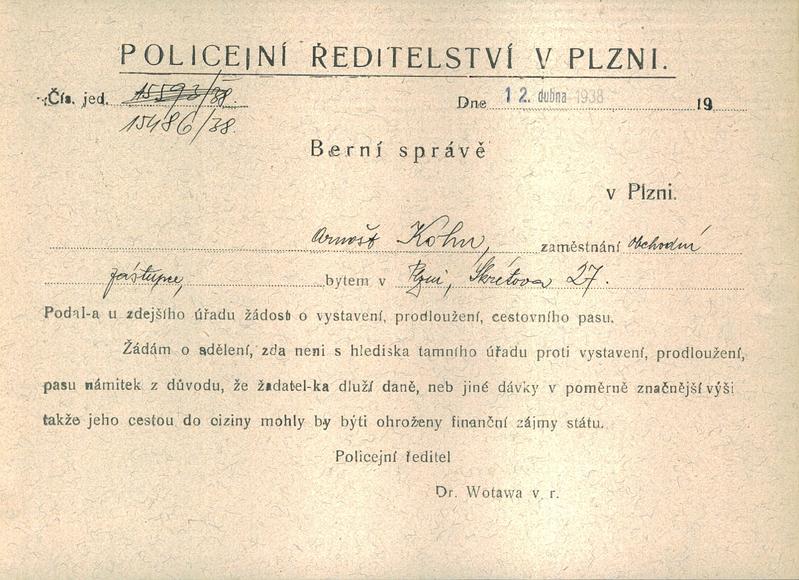 POLICEJNÍ ŘEDITELSTVÍ V PLZNI.
Čís. jed. 15593/38
15486/38.
Dne 12. dubna 1938 19
Berní správě
v Plzni.
Arnošt Kohn, zaměstnání obchodní
zástupce, bytem v Plzni, Škrétova 27.
Podal-a u zdejšího úřadu žádost o vystavení, prodloužení, cestovního pasu.
Žádám o sdělení, zda neni s hlediska tamního úřadu proti vystavení, prodloužení,
pasu námitek z důvodu, že žadatel-ka dluží daně, neb jiné dávky v poměrně značnější výši
takže jeho cestou do ciziny mohly by býti ohroženy finanční zájmy státu.
Policejní ředitel
Dr. Wotawa v. r.